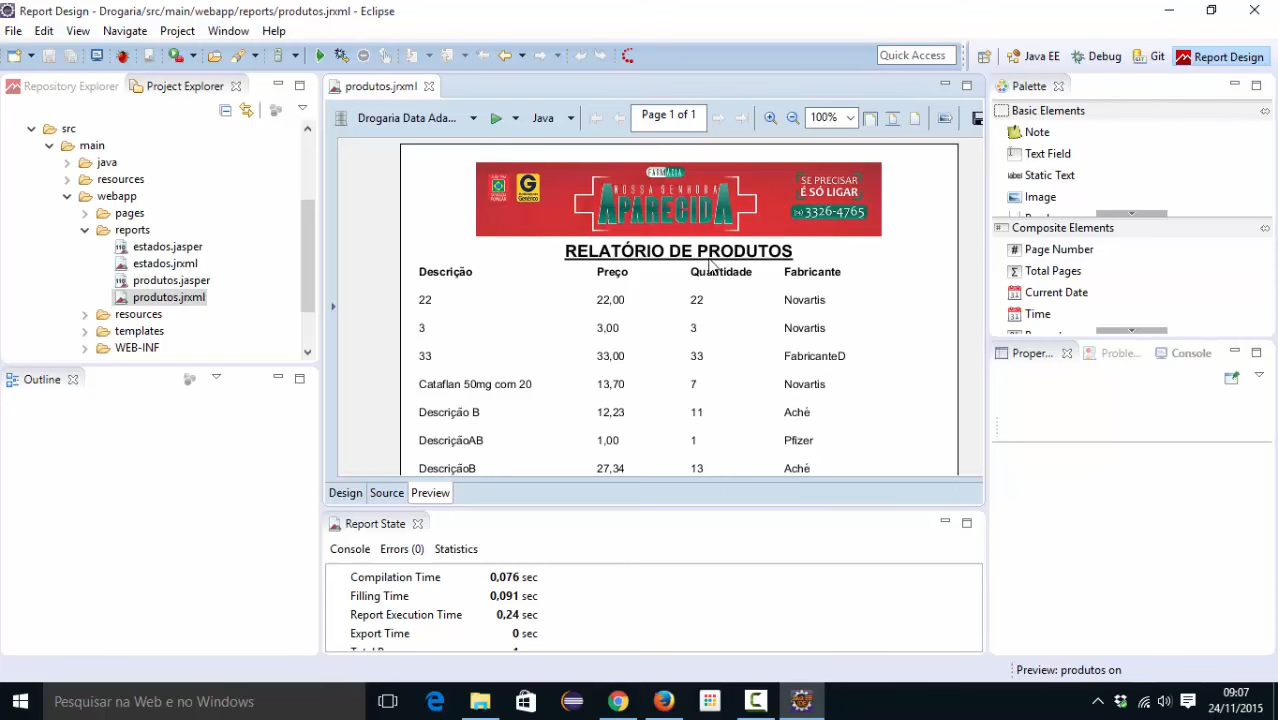 Report Design - Drogaria/src/main/webapp/reports/produtos.jrxml - Eclipse
File Edit View Navigate Project Window Help
Quick Access
Java EE Debug Git Report Design
Repository Explorer Project Explorer
src
main
java
resources
webapp
pages
reports
estados.jasper
estados.jrxml
produtos.jasper
produtos.jrxml
resources
templates
WEB-INF
Outline
produtos.jrxml
Drogaria Data Ada... Java Page 1 of 1 100%
FARMÁCIA
NOSSA SENHORA
APARECIDA
G
Genérico
SE PRECISAR
É SÓ LIGAR
3326-4765
RELATÓRIO DE PRODUTOS
Descrição Preço Quantidade Fabricante
22 22,00 22 Novartis
3 3,00 3 Novartis
33 33,00 33 FabricanteD
Cataflan 50mg com 20 13,70 7 Novartis
Descrição B 12,23 11 Aché
DescriçãoAB 1,00 1 Pfizer
DescriçãoB 27,34 13 Aché
Design Source Preview
Report State
Console Errors (0) Statistics
Compilation Time 0,076 sec
Filling Time 0,091 sec
Report Execution Time 0,24 sec
Export Time 0 sec
Palette
Basic Elements
Note
Text Field
Label Static Text
Image
Composite Elements
Page Number
Total Pages
Current Date
Time
Proper... Proble... Console
Preview: produtos on
Pesquisar na Web e no Windows
09:07
24/11/2015